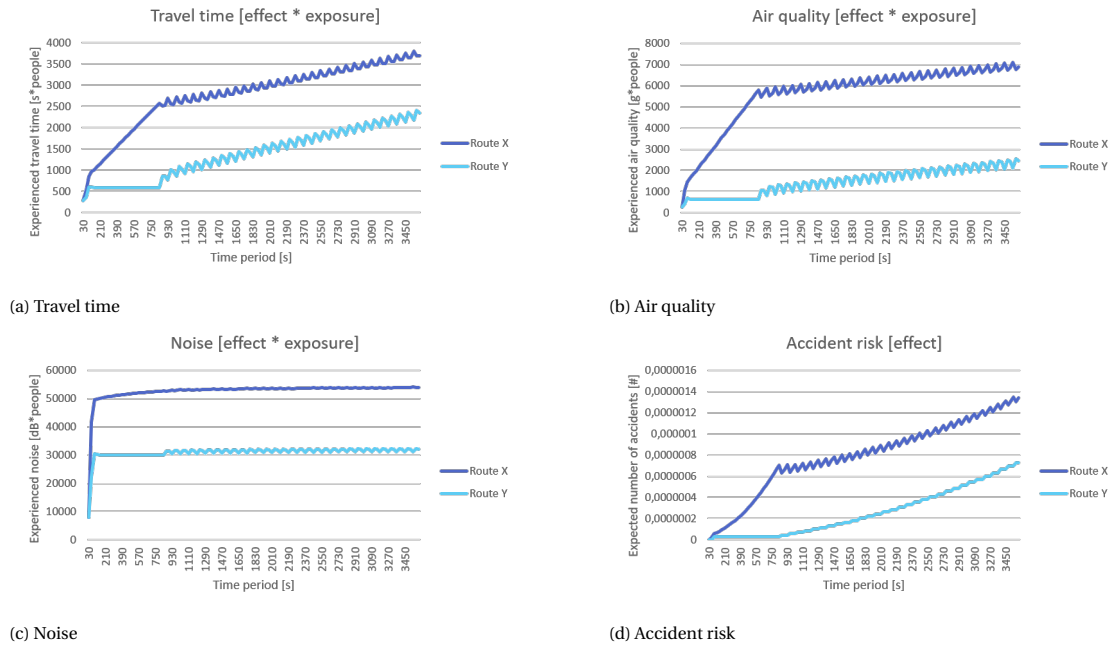 Travel time [effect * exposure]
Experienced travel time [s*people]
4000
3500
3000
2500
2000
1500
1000
500
0
30 210 390 570 750 930 1110 1290 1470 1650 1830 2010 2190 2370 2550 2730 2910 3090 3270 3450
Time period [s]
Route X
Route Y
(a) Travel time
Air quality [effect * exposure]
Experienced air quality [g*people]
8000
7000
6000
5000
4000
3000
2000
1000
0
30 210 390 570 750 930 1110 1290 1470 1650 1830 2010 2190 2370 2550 2730 2910 3090 3270 3450
Time period [s]
Route X
Route Y
(b) Air quality
Noise [effect * exposure]
Experienced noise [dB*people]
60000
50000
40000
30000
20000
10000
0
30 210 390 570 750 930 1110 1290 1470 1650 1830 2010 2190 2370 2550 2730 2910 3090 3270 3450
Time period [s]
Route X
Route Y
(c) Noise
Accident risk [effect]
Expected number of accidents [#]
0,0000016
0,0000014
0,0000012
0,000001
0,0000008
0,0000006
0,0000004
0,0000002
0
30 210 390 570 750 930 1110 1290 1470 1650 1830 2010 2190 2370 2550 2730 2910 3090 3270 3450
Time period [s]
Route X
Route Y
(d) Accident risk